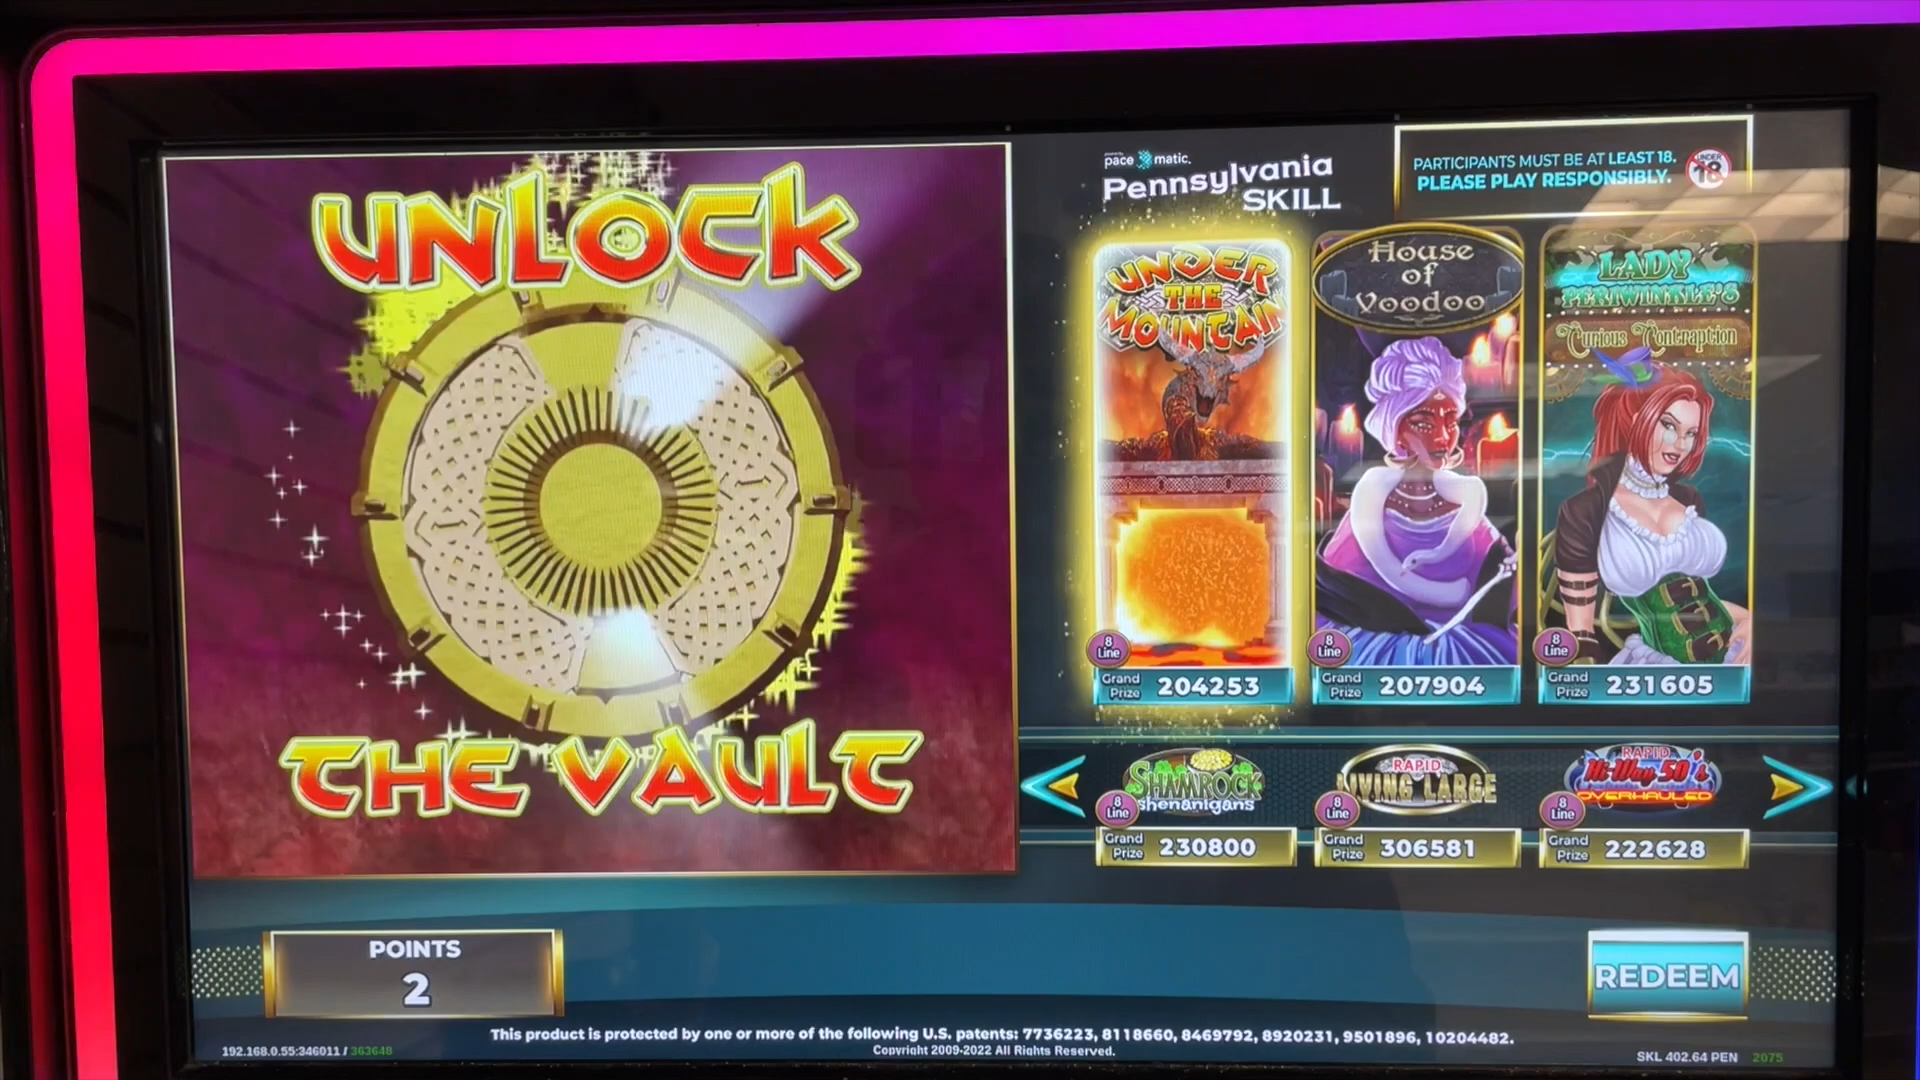 UNLOCK
THE VAULT
pace matic.
Pennsylvania
SKILL
PARTICIPANTS MUST BE AT LEAST 18.
PLEASE PLAY RESPONSIBLY.
UNDER
18
UNDER
THE
MOUNTAIN
8
Line
Grand
Prize
204253
House
of
Voodoo
8
Line
Grand
Prize
207904
LADY
PERIWINKLE'S
Curious Contraption
8
Line
Grand
Prize
231605
SHAMROCK
shenanigans
8
Line
Grand
Prize
230800
RAPID
LIVING LARGE
8
Line
Grand
Prize
306581
RAPID
Hi-Way 50's
OVERHAULED
8
Line
Grand
Prize
222628
POINTS
2
REDEEM
This product is protected by one or more of the following U.S. patents: 7736223, 8118660, 8469792, 8920231, 9501896, 10204482.
Copyright 2009-2022 All Rights Reserved.
192.168.0.55:346011 / 363648
SKL 402.64 PEN 2075